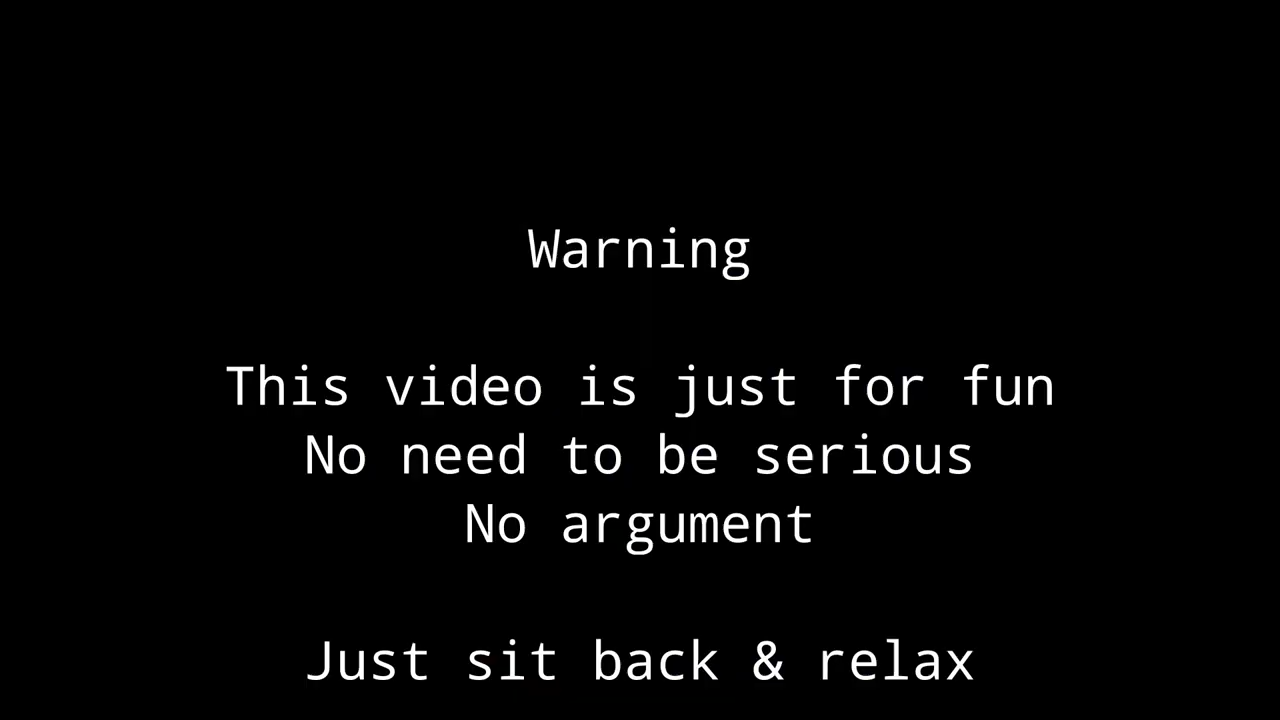 Warning
This video is just for fun
No need to be serious
No argument
Just sit back & relax